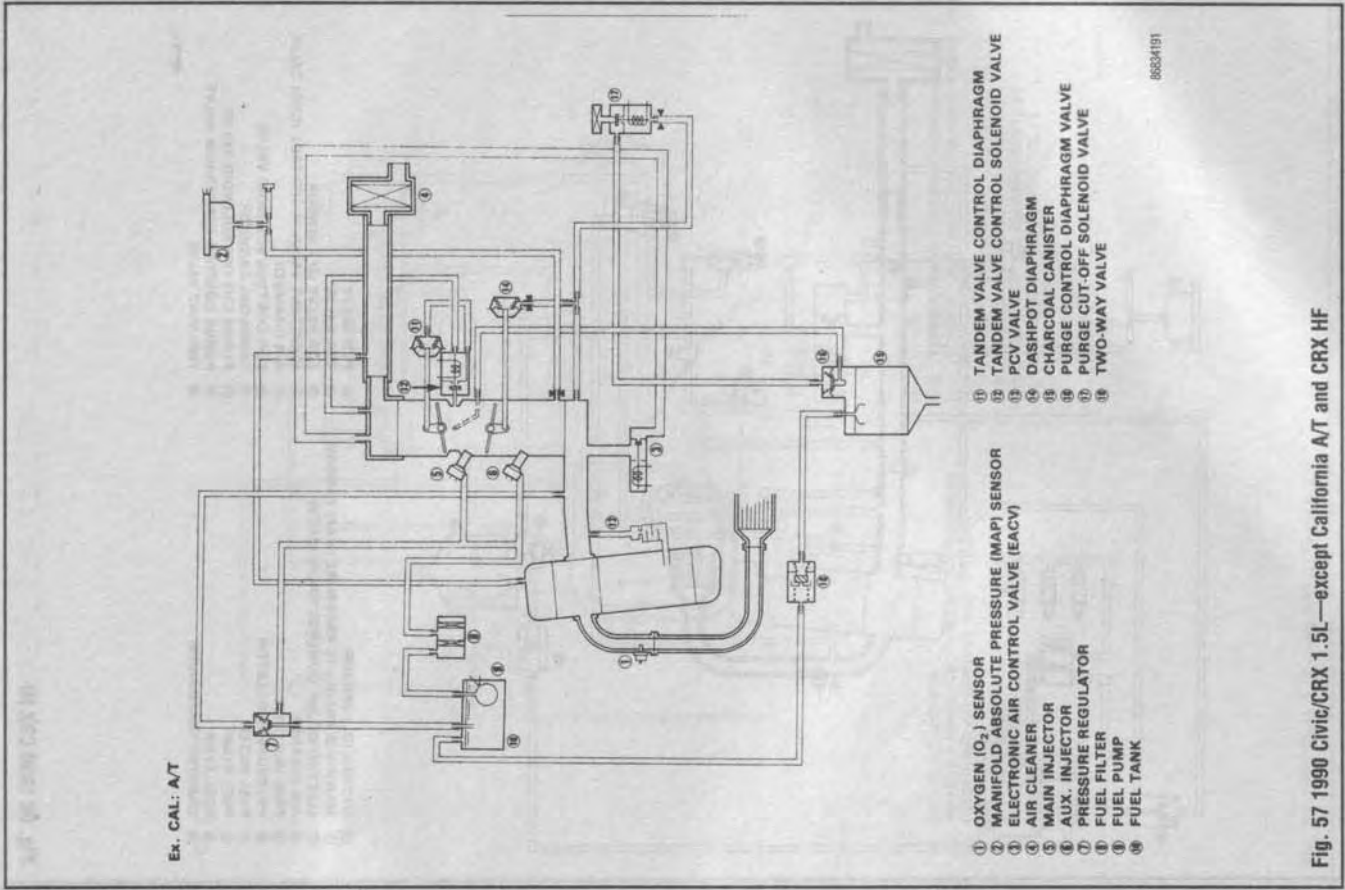 Ex. CAL: A/T
① OXYGEN (O₂) SENSOR
② MANIFOLD ABSOLUTE PRESSURE (MAP) SENSOR
③ ELECTRONIC AIR CONTROL VALVE (EACV)
④ AIR CLEANER
⑤ MAIN INJECTOR
⑥ AUX. INJECTOR
⑦ PRESSURE REGULATOR
⑧ FUEL FILTER
⑨ FUEL PUMP
⑩ FUEL TANK
⑪ TANDEM VALVE CONTROL DIAPHRAGM
⑫ TANDEM VALVE CONTROL SOLENOID VALVE
⑬ PCV VALVE
⑭ DASHPOT DIAPHRAGM
⑮ CHARCOAL CANISTER
⑯ PURGE CONTROL DIAPHRAGM VALVE
⑰ PURGE CUT-OFF SOLENOID VALVE
⑱ TWO-WAY VALVE
86834191
Fig. 57 1990 Civic/CRX 1.5L—except California A/T and CRX HF